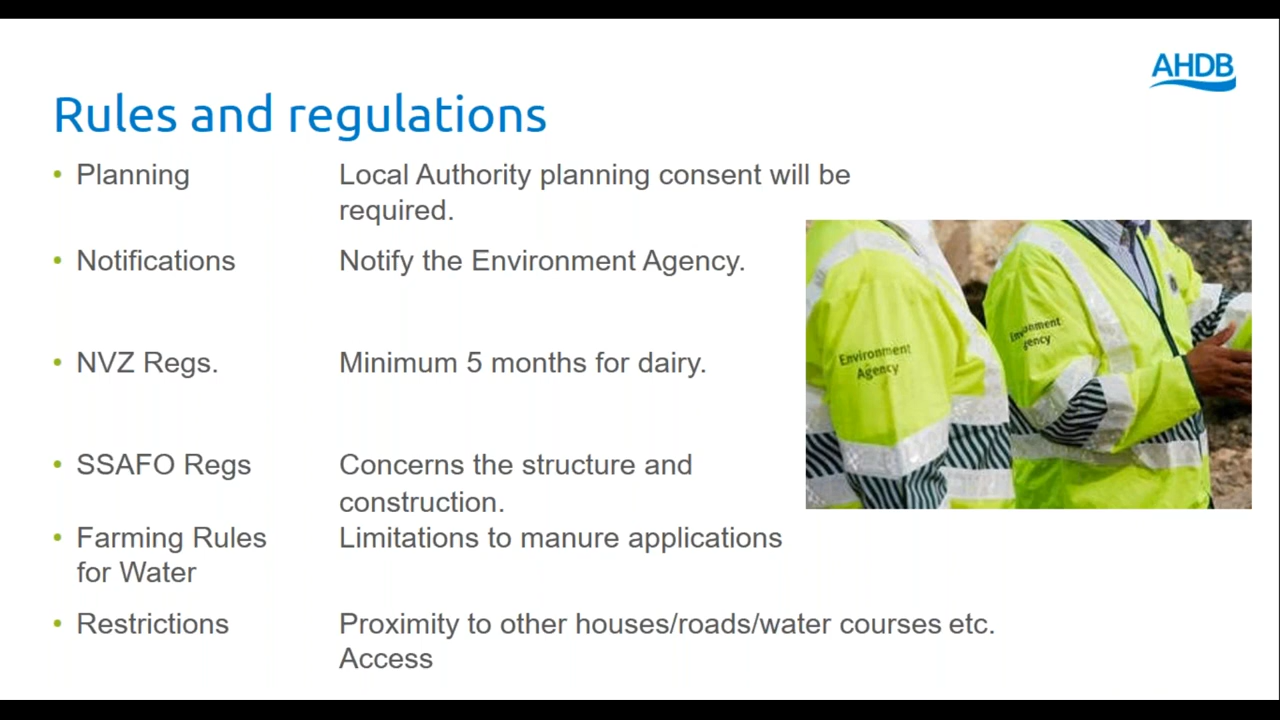 AHDB
Rules and regulations
• Planning Local Authority planning consent will be
required.
• Notifications Notify the Environment Agency.
• NVZ Regs. Minimum 5 months for dairy.
• SSAFO Regs Concerns the structure and
construction.
• Farming Rules Limitations to manure applications
for Water
• Restrictions Proximity to other houses/roads/water courses etc.
Access
Environment
Agency
Environment
gency